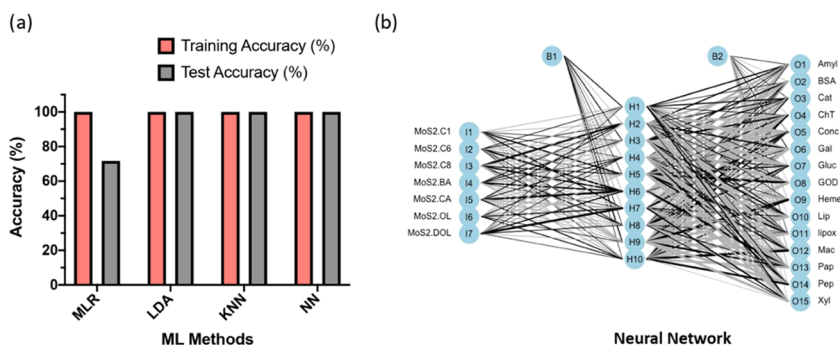 (a)
Training Accuracy (%)
Test Accuracy (%)
Accuracy (%)
100
80
60
40
20
0
MLR
LDA
KNN
NN
ML Methods
(b)
B1
B2
MoS2.C1
MoS2.C6
MoS2.C8
MoS2.BA
MoS2.CA
MoS2.OL
MoS2.DOL
I1
I2
I3
I4
I5
I6
I7
H1
H2
H3
H4
H5
H6
H7
H8
H9
H10
O1 Amyl
O2 BSA
O3 Cat
O4 ChT
O5 Conc
O6 Gal
O7 Gluc
O8 GOD
O9 Heme
O10 Lip
O11 lipox
O12 Mac
O13 Pap
O14 Pep
O15 Xyl
Neural Network